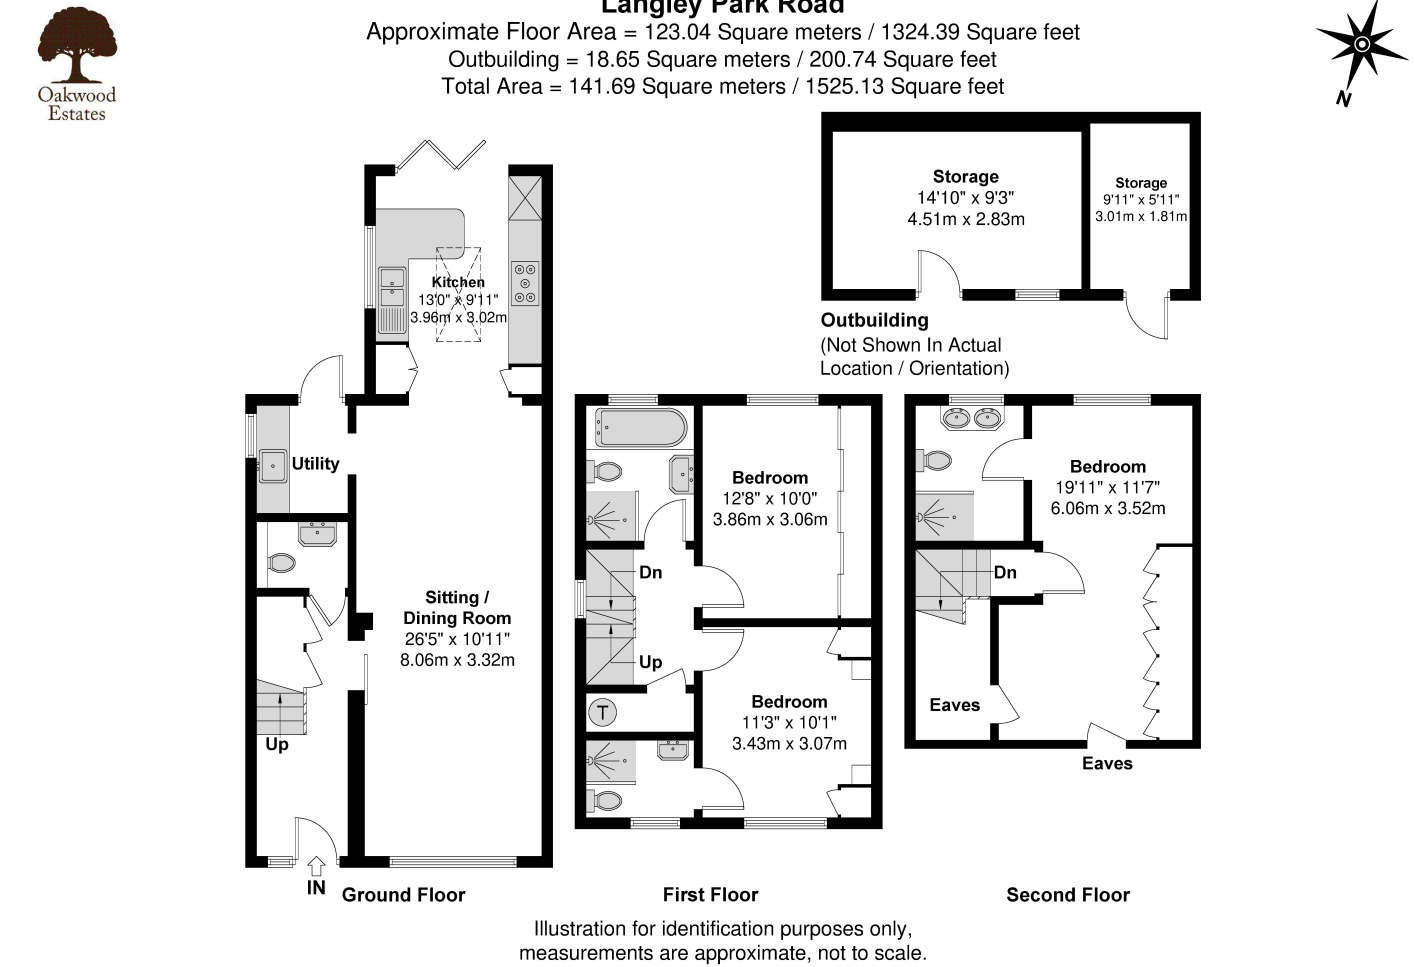 Langley Park Road
Approximate Floor Area = 123.04 Square meters / 1324.39 Square feet
Outbuilding = 18.65 Square meters / 200.74 Square feet
Total Area = 141.69 Square meters / 1525.13 Square feet
Oakwood
Estates
N
Storage
14'10" x 9'3"
4.51m x 2.83m
Storage
9'11" x 5'11"
3.01m x 1.81m
Outbuilding
(Not Shown In Actual
Location / Orientation)
Kitchen
13'0" x 9'11"
3.96m x 3.02m
Utility
Sitting /
Dining Room
26'5" x 10'11"
8.06m x 3.32m
Up
IN
Ground Floor
Bedroom
12'8" x 10'0"
3.86m x 3.06m
Dn
Up
T
Bedroom
11'3" x 10'1"
3.43m x 3.07m
First Floor
Bedroom
19'11" x 11'7"
6.06m x 3.52m
Dn
Eaves
Eaves
Second Floor
Illustration for identification purposes only,
measurements are approximate, not to scale.